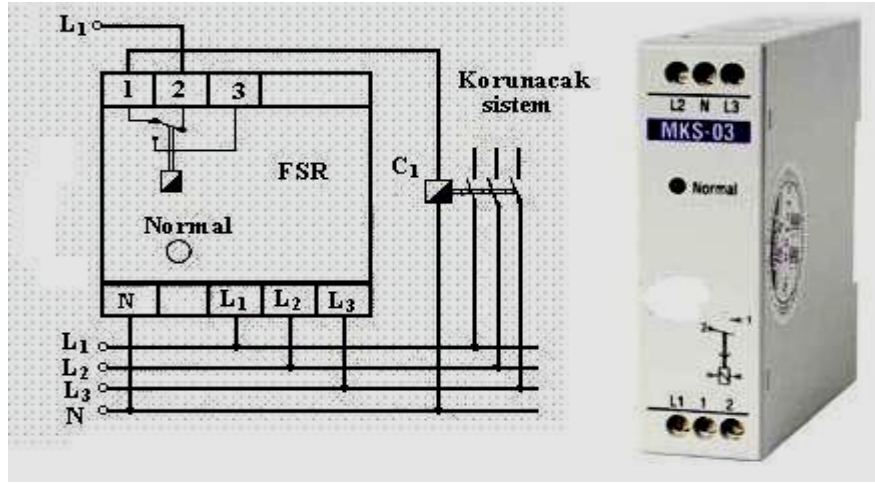 L1
1 2 3
FSR
Normal
N L1 L2 L3
L1
L2
L3
N
C1
Korunacak
sistem
L2 N L3
MKS-03
Normal
2 1
L1 1 2